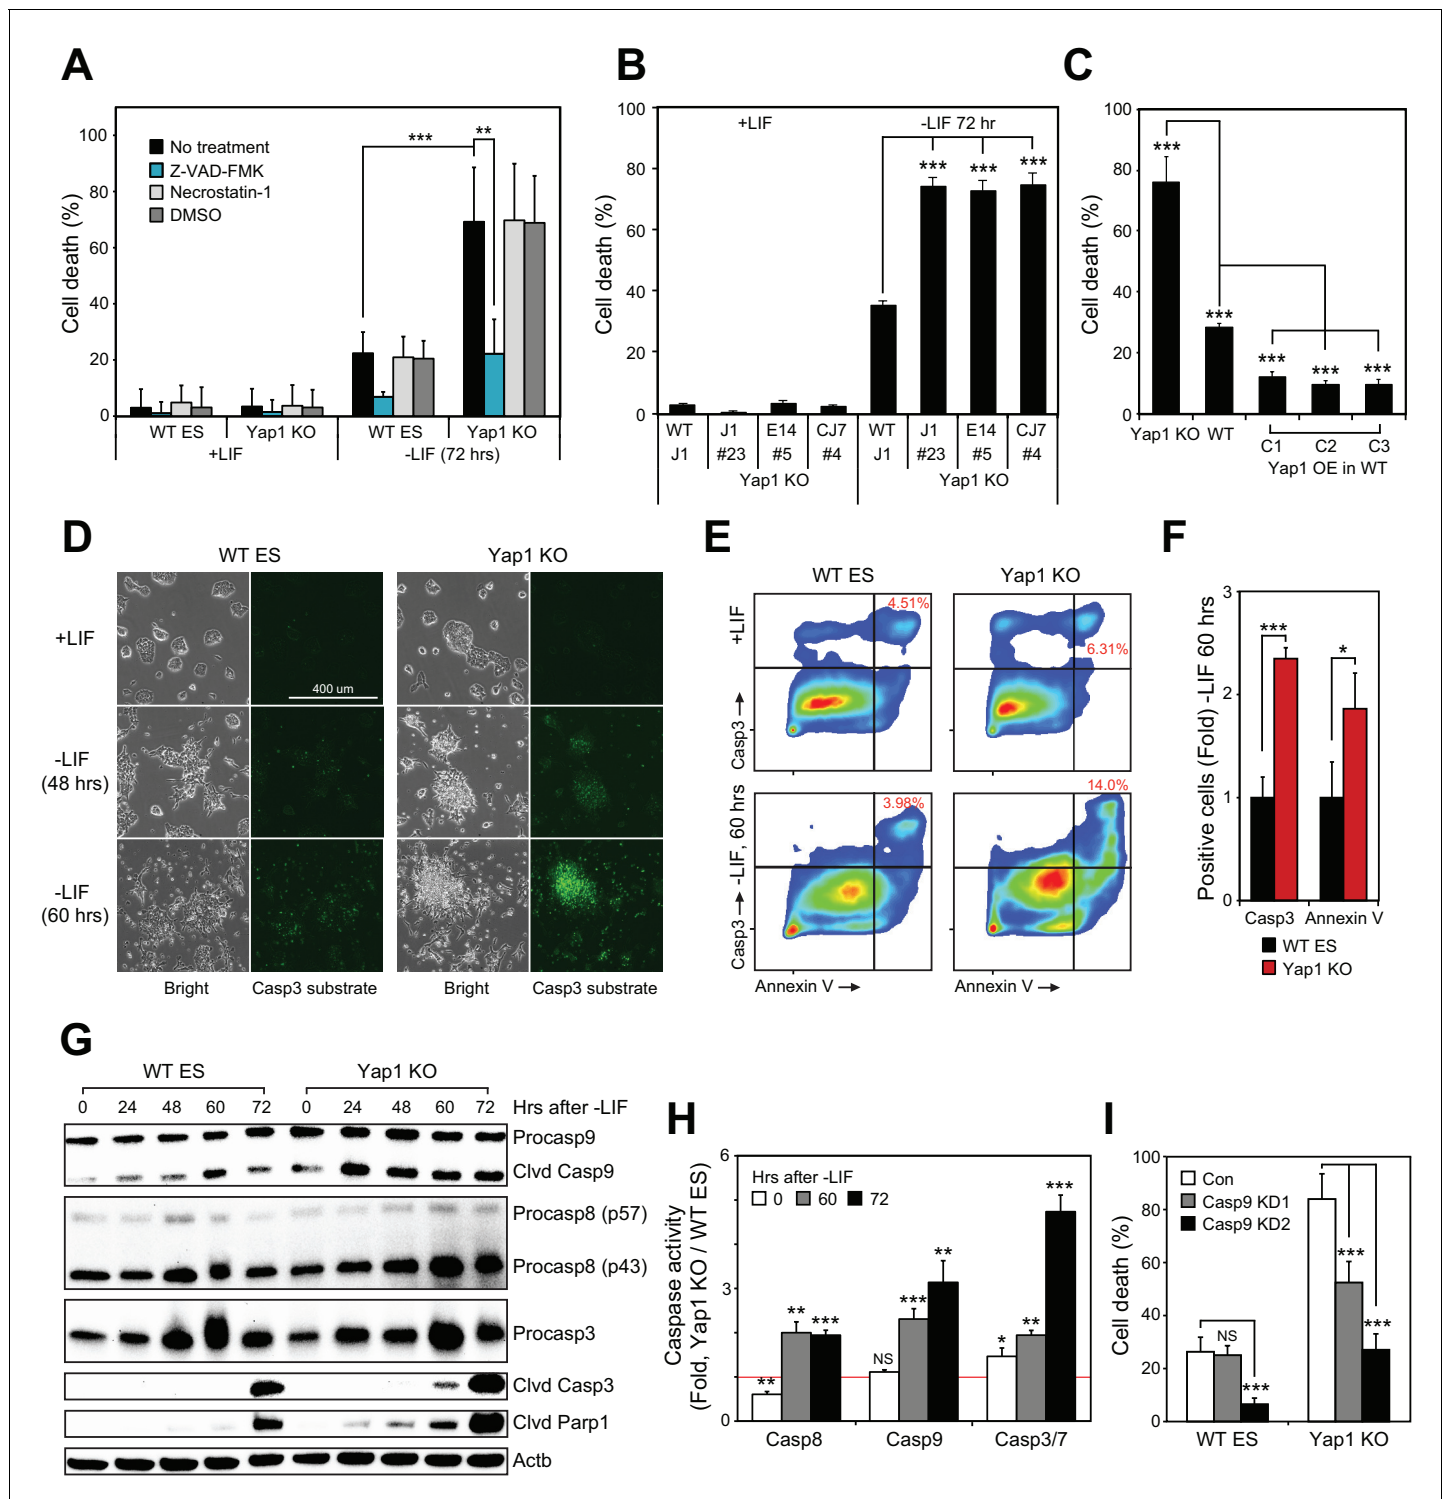 A
100
80
60
40
20
0
Cell death (%)
No treatment
Z-VAD-FMK
Necrostatin-1
DMSO
***
**
WT ES
Yap1 KO
WT ES
Yap1 KO
+LIF
-LIF (72 hrs)
B
100
80
60
40
20
0
Cell death (%)
+LIF
-LIF 72 hr
***
***
***
WT
J1
E14
CJ7
WT
J1
E14
CJ7
J1
#23
#5
#4
J1
#23
#5
#4
Yap1 KO
Yap1 KO
C
100
80
60
40
20
0
Cell death (%)
***
***
***
***
***
Yap1 KO
WT
C1
C2
C3
Yap1 OE in WT
D
WT ES
Yap1 KO
+LIF
400 um
-LIF
(48 hrs)
-LIF
(60 hrs)
Bright
Casp3 substrate
Bright
Casp3 substrate
E
WT ES
Yap1 KO
+LIF
Casp3
4.51%
6.31%
-LIF, 60 hrs
Casp3
3.98%
14.0%
Annexin V
Annexin V
F
3
2
1
0
Positive cells (Fold) -LIF 60 hrs
***
*
Casp3
Annexin V
WT ES
Yap1 KO
G
WT ES
Yap1 KO
0 24 48 60 72 0 24 48 60 72 Hrs after -LIF
Procasp9
Clvd Casp9
Procasp8 (p57)
Procasp8 (p43)
Procasp3
Clvd Casp3
Clvd Parp1
Actb
H
6
3
0
Caspase activity
(Fold, Yap1 KO / WT ES)
Hrs after -LIF
0 60 72
**
**
***
NS
***
**
*
**
***
Casp8
Casp9
Casp3/7
I
100
80
60
40
20
0
Cell death (%)
Con
Casp9 KD1
Casp9 KD2
NS
***
***
***
WT ES
Yap1 KO